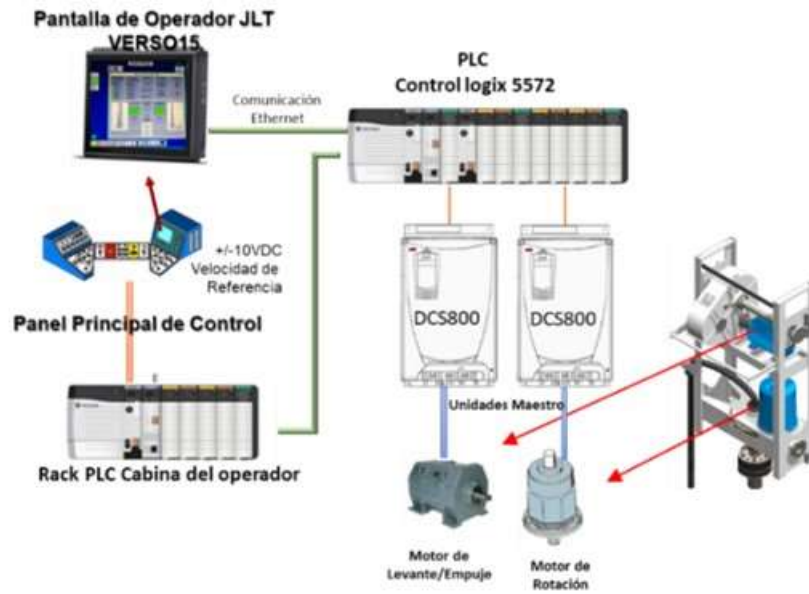 Pantalla de Operador JLT
VERSO15
PLC
Control logix 5572
Comunicación
Ethernet
+/-10VDC
Velocidad de
Referencia
Panel Principal de Control
DCS800
DCS800
Unidades Maestro
Rack PLC Cabina del operador
Motor de
Levante/Empuje
Motor de
Rotación